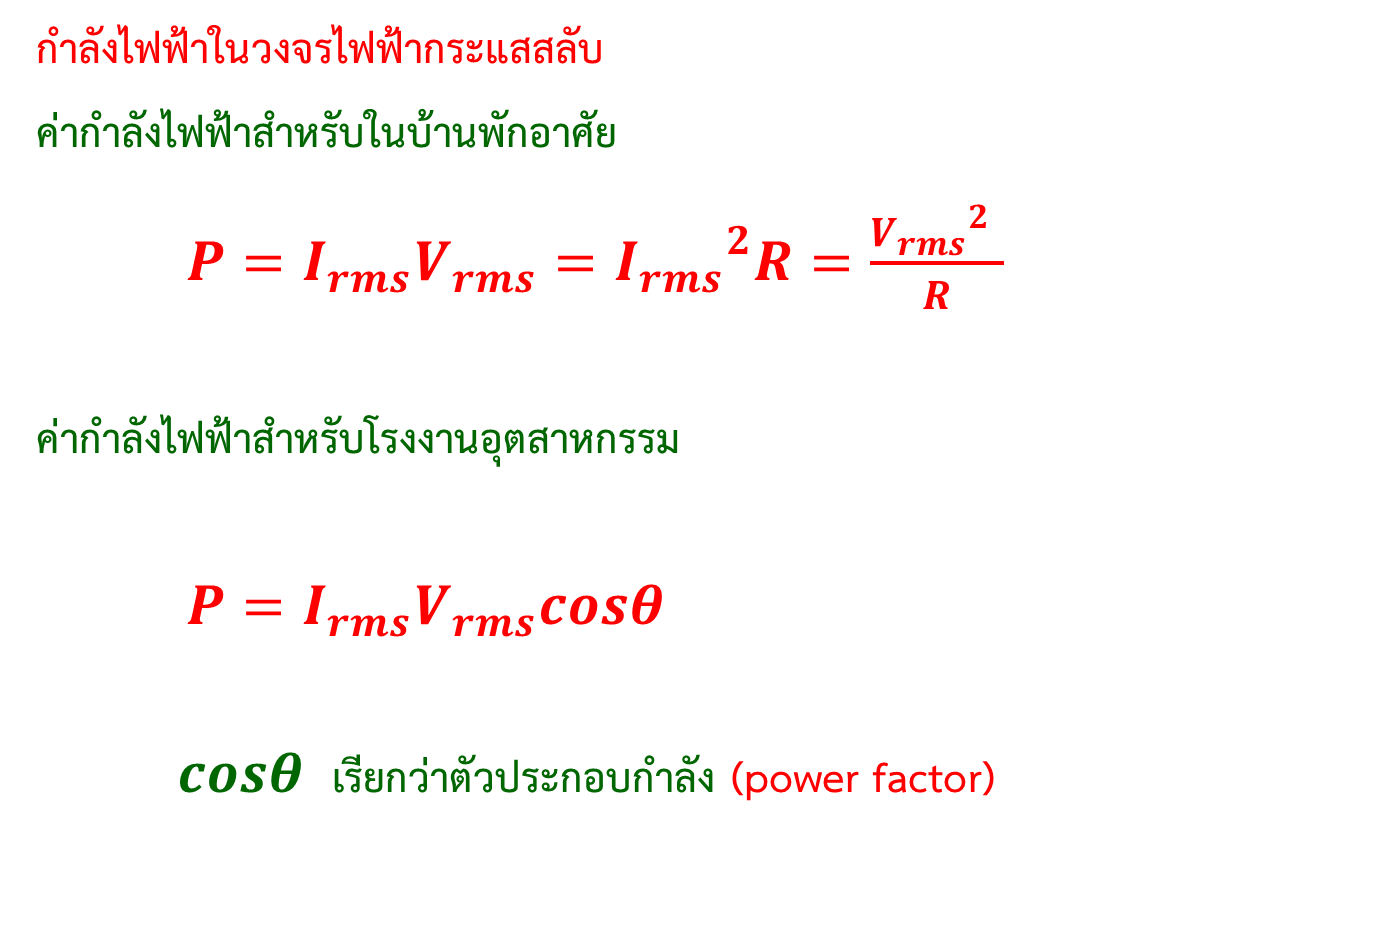 กำลังไฟฟ้าในวงจรไฟฟ้ากระแสสลับ
ค่ากำลังไฟฟ้าสำหรับในบ้านพักอาศัย
P = I_rms V_rms = I_rms² R = V_rms² / R
ค่ากำลังไฟฟ้าสำหรับโรงงานอุตสาหกรรม
P = I_rms V_rms cosθ
cosθ เรียกว่าตัวประกอบกำลัง (power factor)